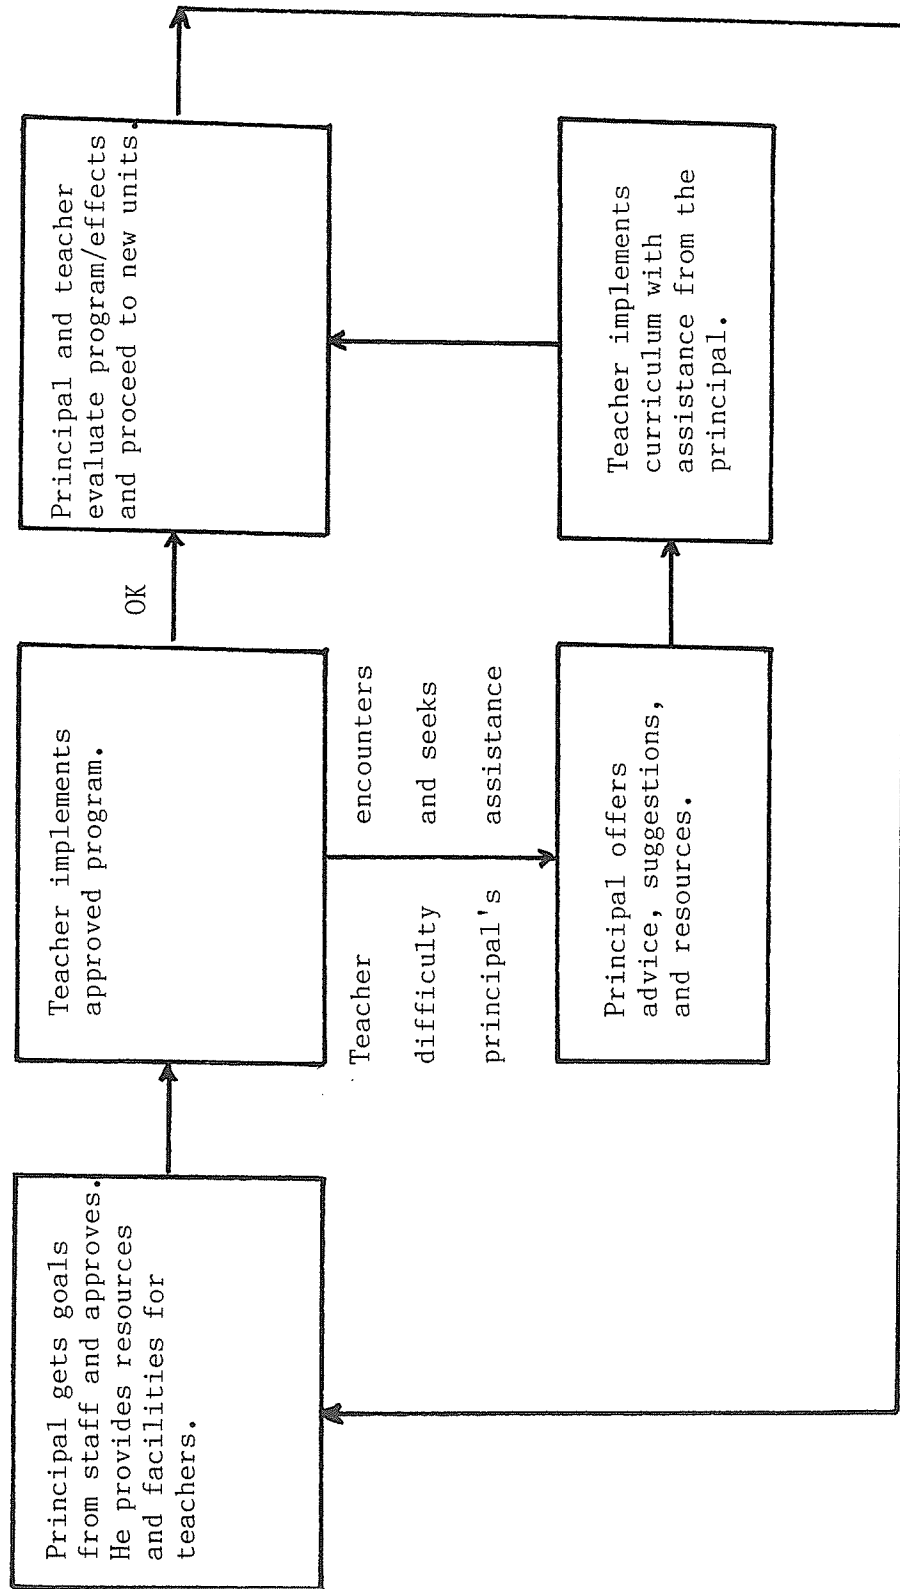 Principal gets goals
from staff and approves.
He provides resources
and facilities for
teachers.
Teacher implements
approved program.
OK
Principal and teacher
evaluate program/effects
and proceed to new units.
Teacher encounters
difficulty and seeks
principal's assistance
Principal offers
advice, suggestions,
and resources.
Teacher implements
curriculum with
assistance from the
principal.